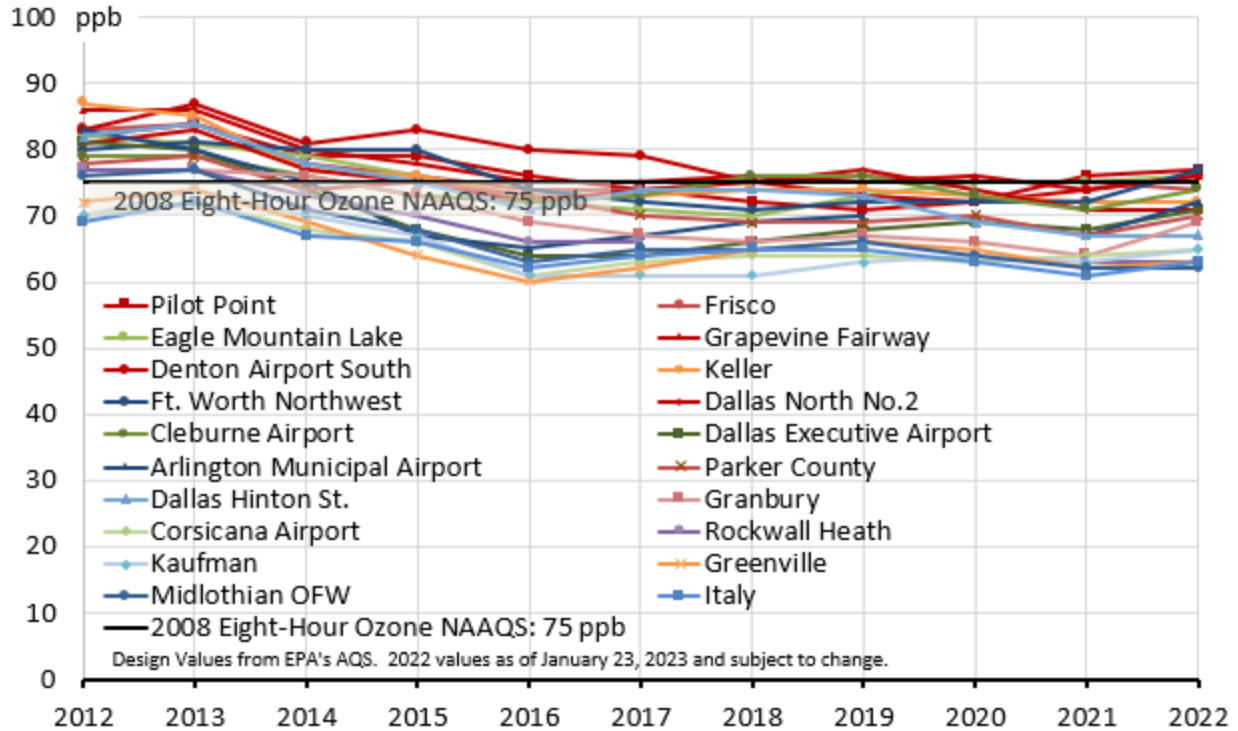 100 ppb
90
80
70
2008 Eight-Hour Ozone NAAQS: 75 ppb
60
Pilot Point Frisco
Eagle Mountain Lake Grapevine Fairway
50
Denton Airport South Keller
Ft. Worth Northwest Dallas North No.2
40
Cleburne Airport Dallas Executive Airport
Arlington Municipal Airport Parker County
30
Dallas Hinton St. Granbury
Corsicana Airport Rockwall Heath
20
Kaufman Greenville
Midlothian OFW Italy
10
2008 Eight-Hour Ozone NAAQS: 75 ppb
Design Values from EPA's AQS. 2022 values as of January 23, 2023 and subject to change.
0
2012 2013 2014 2015 2016 2017 2018 2019 2020 2021 2022